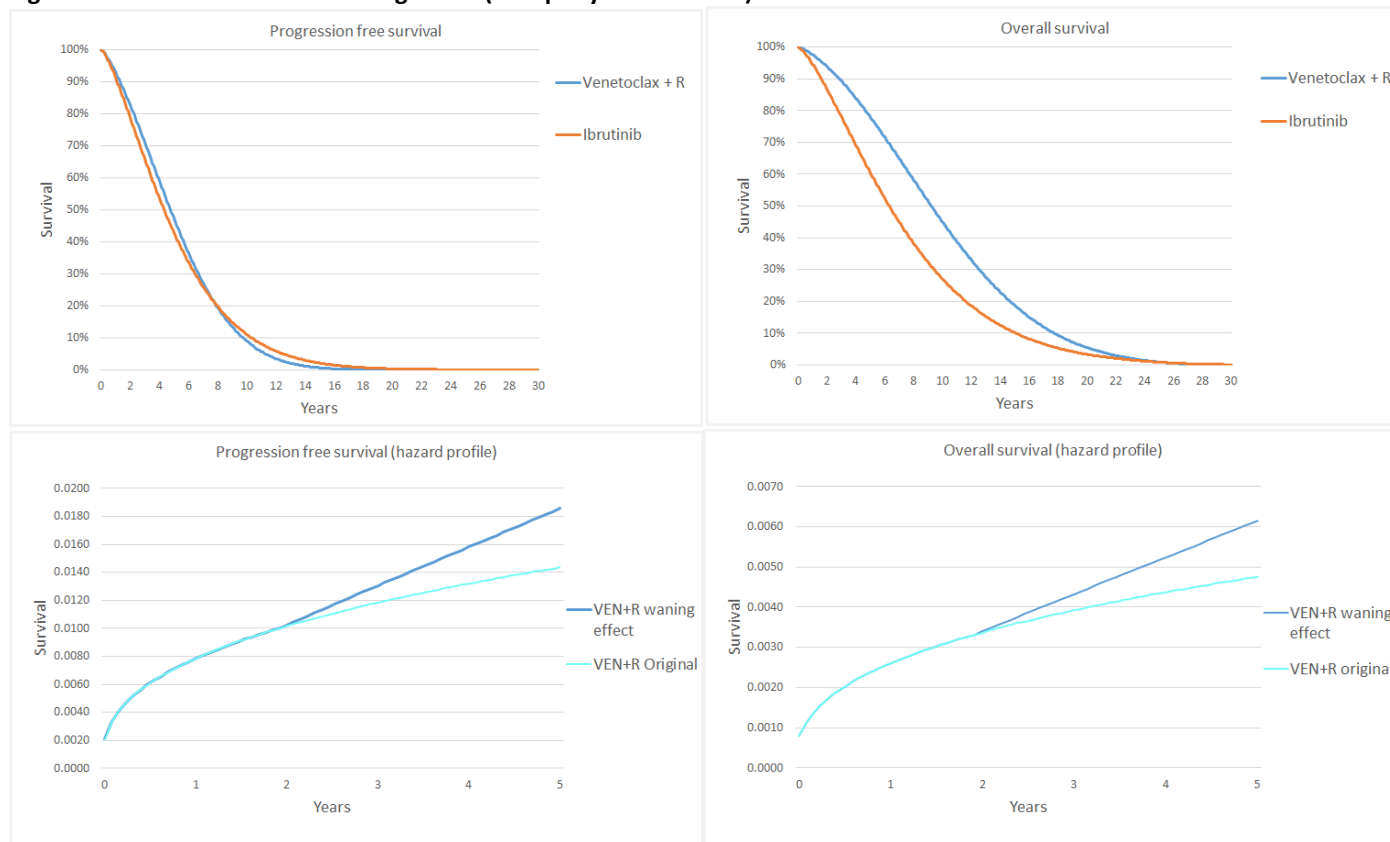 Progression free survival
100%
90%
80%
70%
60%
50%
40%
30%
20%
10%
0%
Survival
0 2 4 6 8 10 12 14 16 18 20 22 24 26 28 30
Years
Venetoclax + R
Ibrutinib
Overall survival
100%
90%
80%
70%
60%
50%
40%
30%
20%
10%
0%
Survival
0 2 4 6 8 10 12 14 16 18 20 22 24 26 28 30
Years
Venetoclax + R
Ibrutinib
Progression free survival (hazard profile)
0.0200
0.0180
0.0160
0.0140
0.0120
0.0100
0.0080
0.0060
0.0040
0.0020
0.0000
Survival
0 1 2 3 4 5
Years
VEN+R waning
effect
VEN+R Original
Overall survival (hazard profile)
0.0070
0.0060
0.0050
0.0040
0.0030
0.0020
0.0010
0.0000
Survival
0 1 2 3 4 5
Years
VEN+R waning
effect
VEN+R original